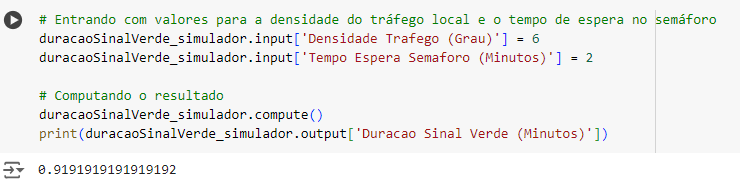 # Entrando com valores para a densidade do tráfego local e o tempo de espera no semáforo
duracaoSinalVerde_simulador.input['Densidade Trafego (Grau)'] = 6
duracaoSinalVerde_simulador.input['Tempo Espera Semaforo (Minutos)'] = 2
# Computando o resultado
duracaoSinalVerde_simulador.compute()
print(duracaoSinalVerde_simulador.output['Duracao Sinal Verde (Minutos)'])
0.9191919191919192